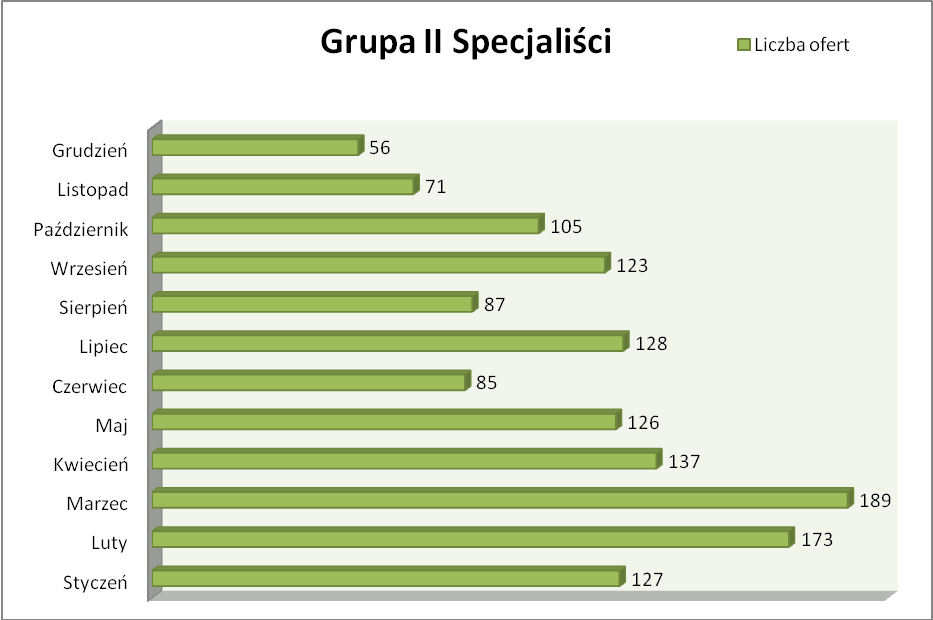 Grupa II Specjaliści
Liczba ofert
Grudzień 56
Listopad 71
Październik 105
Wrzesień 123
Sierpień 87
Lipiec 128
Czerwiec 85
Maj 126
Kwiecień 137
Marzec 189
Luty 173
Styczeń 127